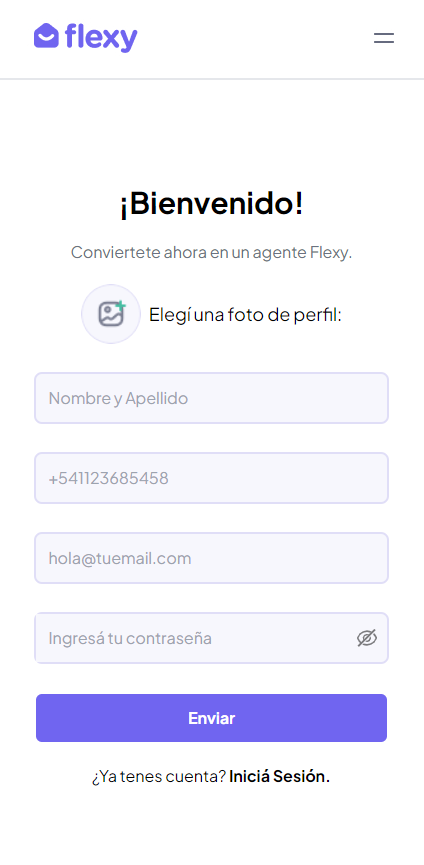 flexy
¡Bienvenido!
Conviertete ahora en un agente Flexy.
Elegí una foto de perfil:
Nombre y Apellido
+541123685458
hola@tuemail.com
Ingresá tu contraseña
Enviar
¿Ya tenes cuenta? Iniciá Sesión.